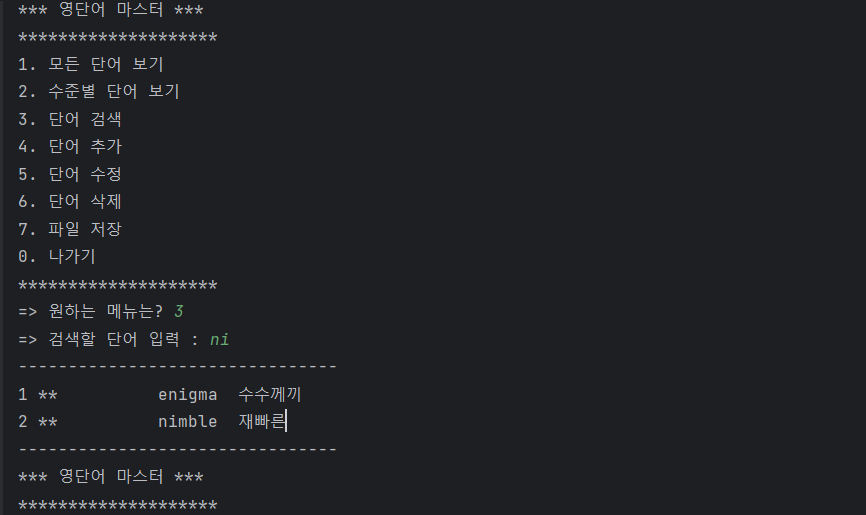 *** 영단어 마스터 ***
********************
1. 모든 단어 보기
2. 수준별 단어 보기
3. 단어 검색
4. 단어 추가
5. 단어 수정
6. 단어 삭제
7. 파일 저장
0. 나가기
********************
=> 원하는 메뉴는? 3
=> 검색할 단어 입력 : ni
--------------------------------
1 **          enigma  수수께끼
2 **          nimble  재빠른
--------------------------------
*** 영단어 마스터 ***
********************